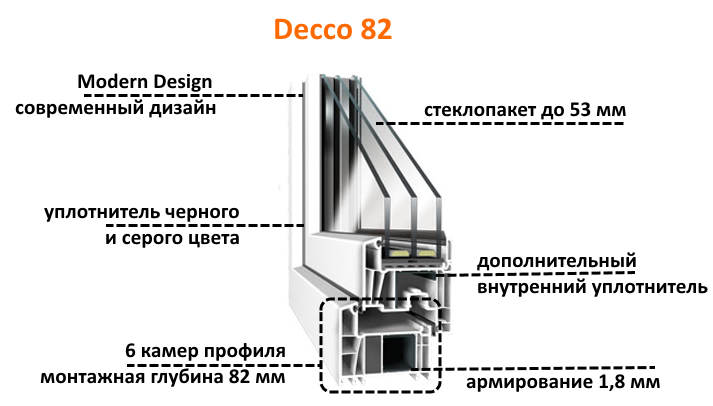 Decco 82
Modern Design
современный дизайн
стеклопакет до 53 мм
уплотнитель черного
и серого цвета
дополнительный
внутренний уплотнитель
6 камер профиля
монтажная глубина 82 мм
армирование 1,8 мм